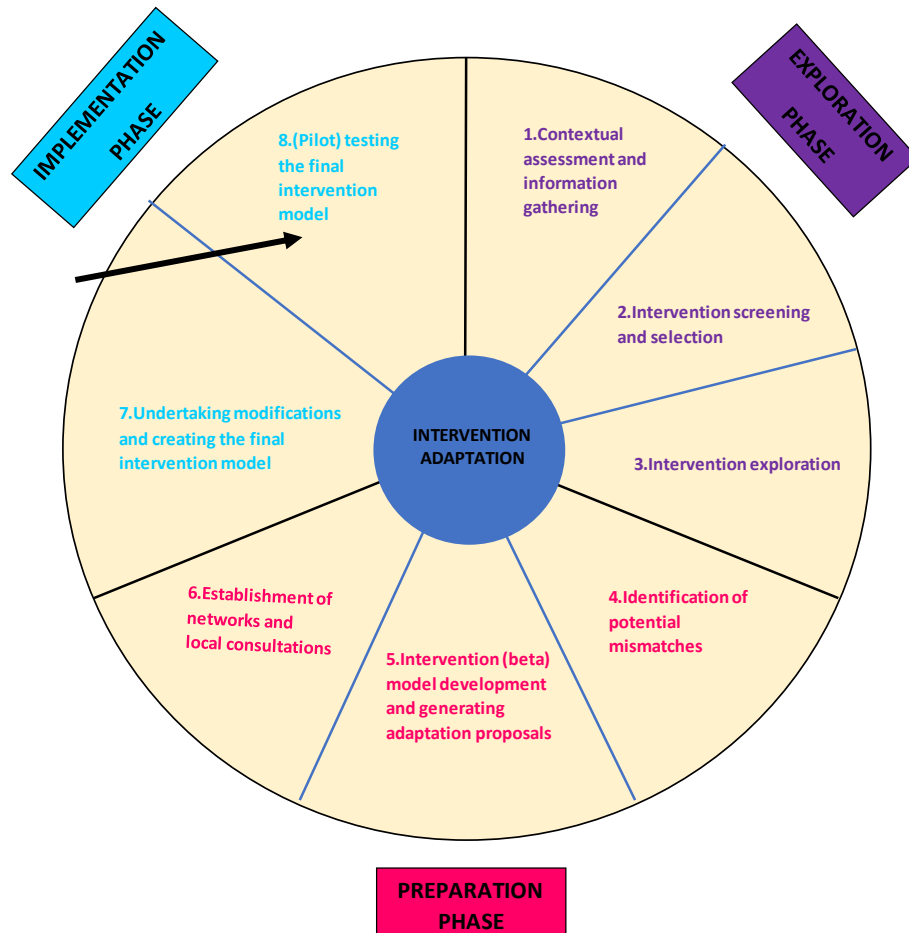 IMPLEMENTATION
PHASE
EXPLORATION
PHASE
8.(Pilot) testing
the final
intervention
model
1.Contextual
assessment and
information
gathering
2.Intervention screening
and selection
7.Undertaking modifications
and creating the final
intervention model
INTERVENTION
ADAPTATION
3.Intervention exploration
6.Establishment of
networks and
local consultations
4.Identification of
potential
mismatches
5.Intervention (beta)
model development
and generating
adaptation proposals
PREPARATION
PHASE